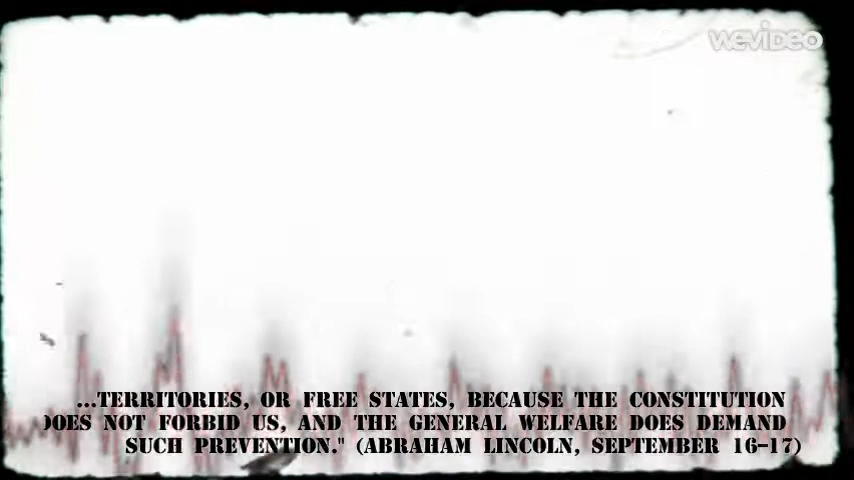 wevideo
...TERRITORIES, OR FREE STATES, BECAUSE THE CONSTITUTION
DOES NOT FORBID US, AND THE GENERAL WELFARE DOES DEMAND
SUCH PREVENTION." (ABRAHAM LINCOLN, SEPTEMBER 16-17)